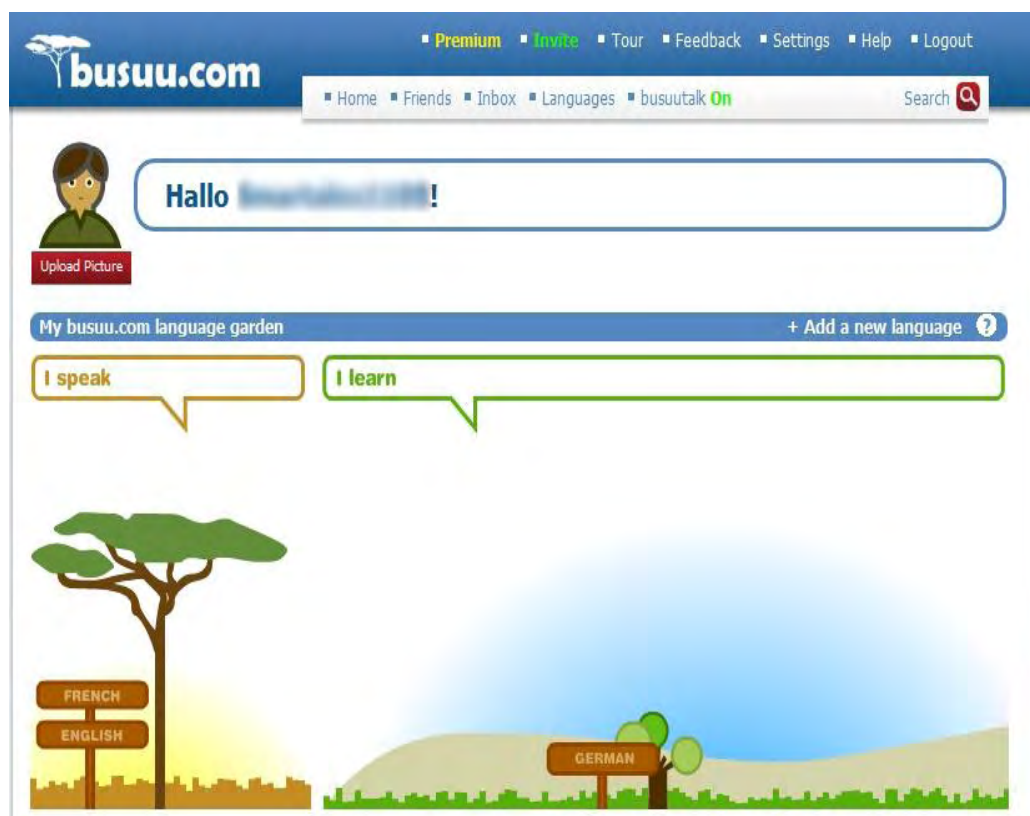 busuu.com
Premium Invite Tour Feedback Settings Help Logout
Home Friends Inbox Languages busuutalk On Search
Hallo !
Upload Picture
My busuu.com language garden + Add a new language ?
I speak I learn
FRENCH
ENGLISH
GERMAN